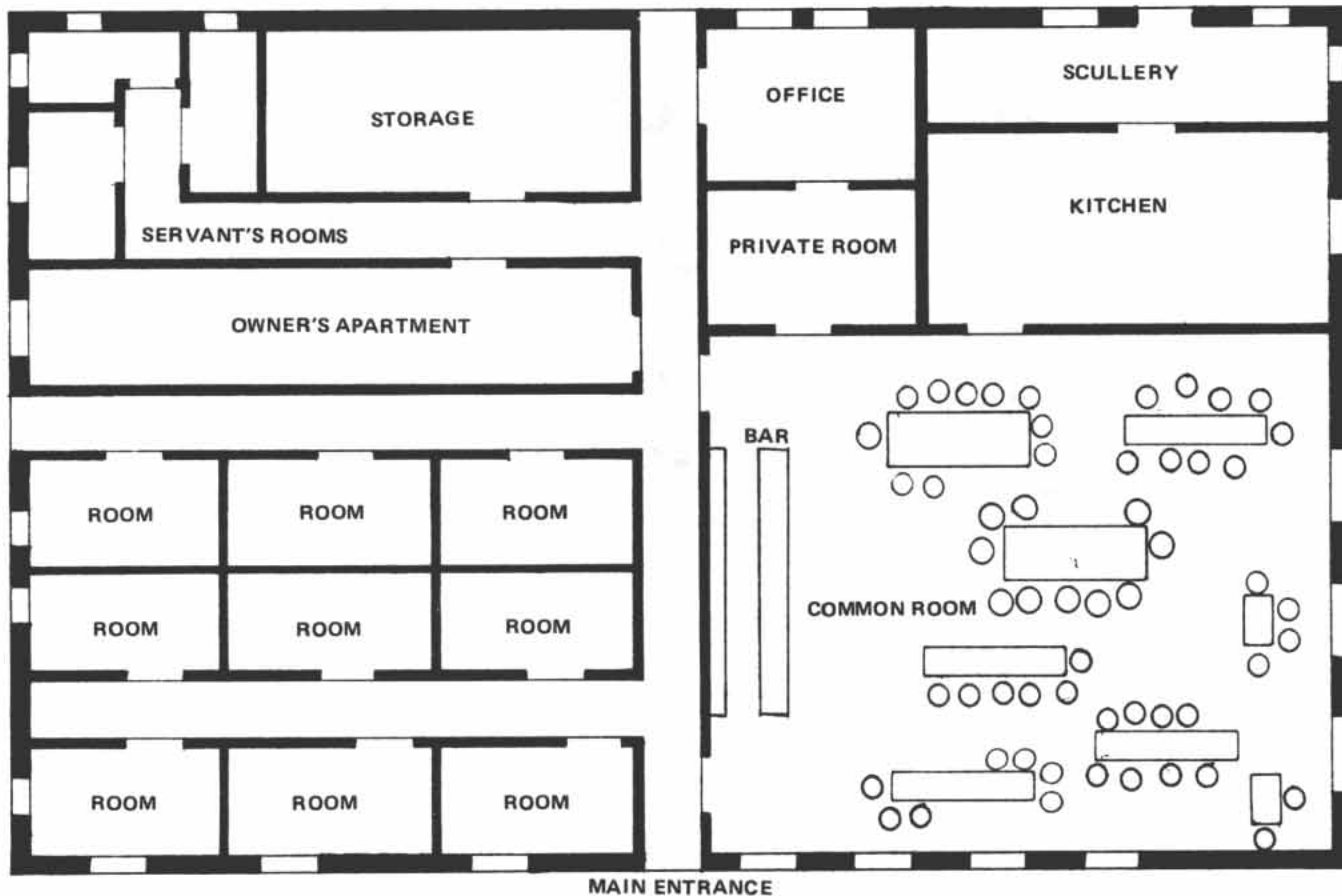 SCULLERY
OFFICE
STORAGE
KITCHEN
SERVANT'S ROOMS
PRIVATE ROOM
OWNER'S APARTMENT
BAR
ROOM
ROOM
ROOM
COMMON ROOM
ROOM
ROOM
ROOM
ROOM
ROOM
ROOM
MAIN ENTRANCE